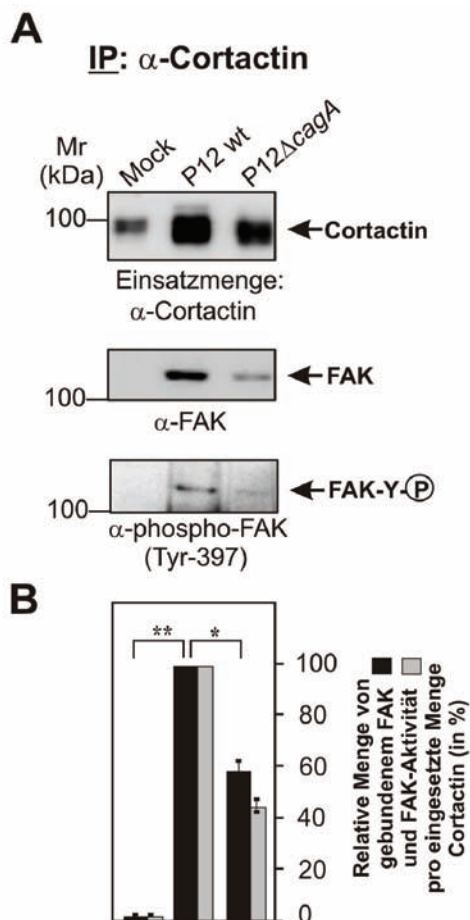 A
IP: α-Cortactin
Mr
(kDa)
Mock
P12 wt
P12ΔcagA
100
Cortactin
Einsatzmenge:
α-Cortactin
FAK
100
α-FAK
FAK-Y-P
100
α-phospho-FAK
(Tyr-397)
B
**
*
100
80
60
40
20
0
Relative Menge von
gebundenem FAK
und FAK-Aktivität
pro eingesetzte Menge
Cortactin (in %)